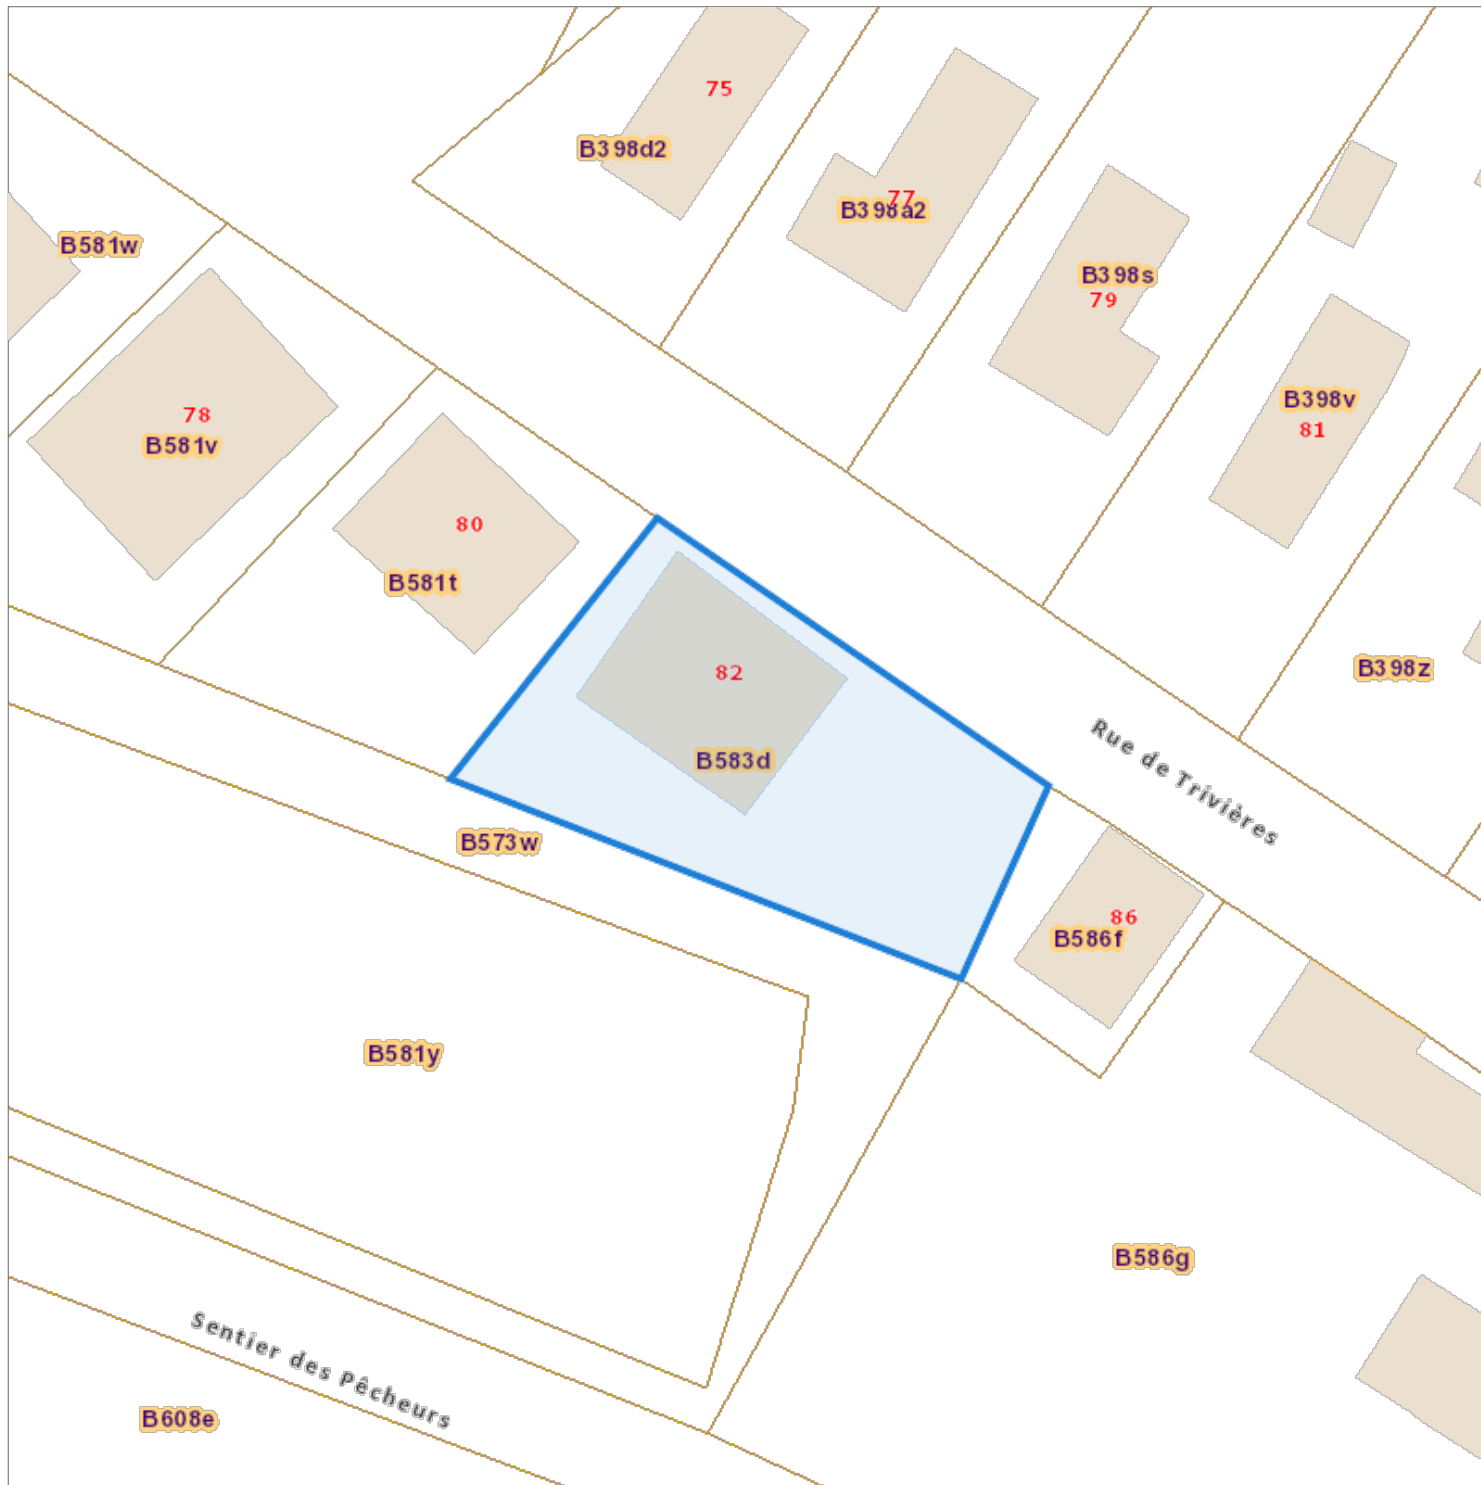 75
B398d2
77
B398a2
B581w
B398s
79
B398v
81
78
B581v
80
B581t
B398z
82
B583d
Rue de Trivières
B573w
86
B586f
B581y
B586g
Sentier des Pêcheurs
B608e